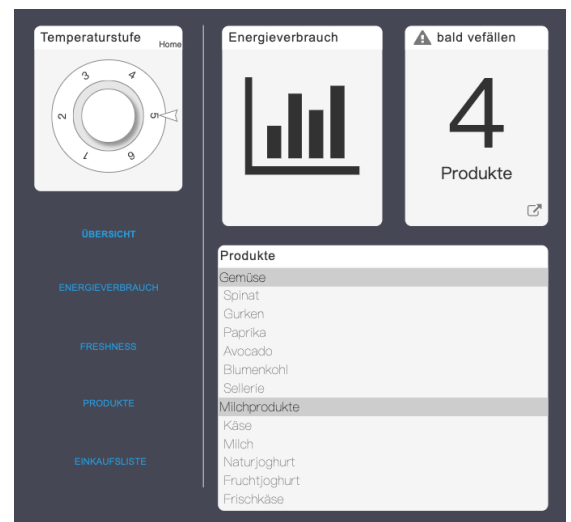 Temperaturstufe
Home
3
4
2
5
1
6
ÜBERSICHT
ENERGIEVERBRAUCH
FRESHNESS
PRODUKTE
EINKAUFSLISTE
Energieverbrauch
bald vefällen
4
Produkte
Produkte
Gemüse
Spinat
Gurken
Paprika
Avocado
Blumenkohl
Sellerie
Milchprodukte
Käse
Milch
Naturjoghurt
Fruchtjoghurt
Frischkäse